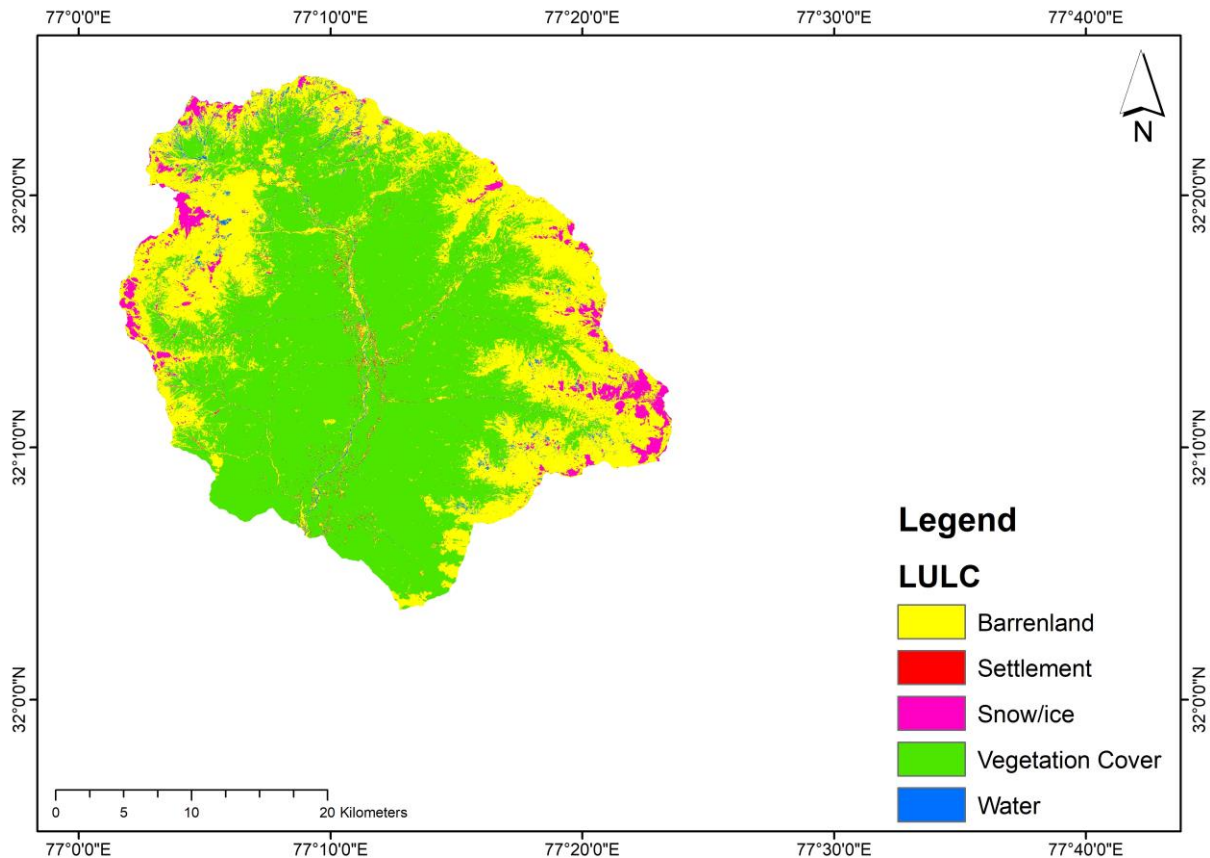 77°0'0"E 77°10'0"E 77°20'0"E 77°30'0"E 77°40'0"E
N
32°20'0"N 32°20'0"N
32°10'0"N 32°10'0"N
Legend
LULC
Barrenland
Settlement
Snow/ice
Vegetation Cover
Water
32°0'0"N 32°0'0"N
0 5 10 20 Kilometers
77°0'0"E 77°10'0"E 77°20'0"E 77°30'0"E 77°40'0"E